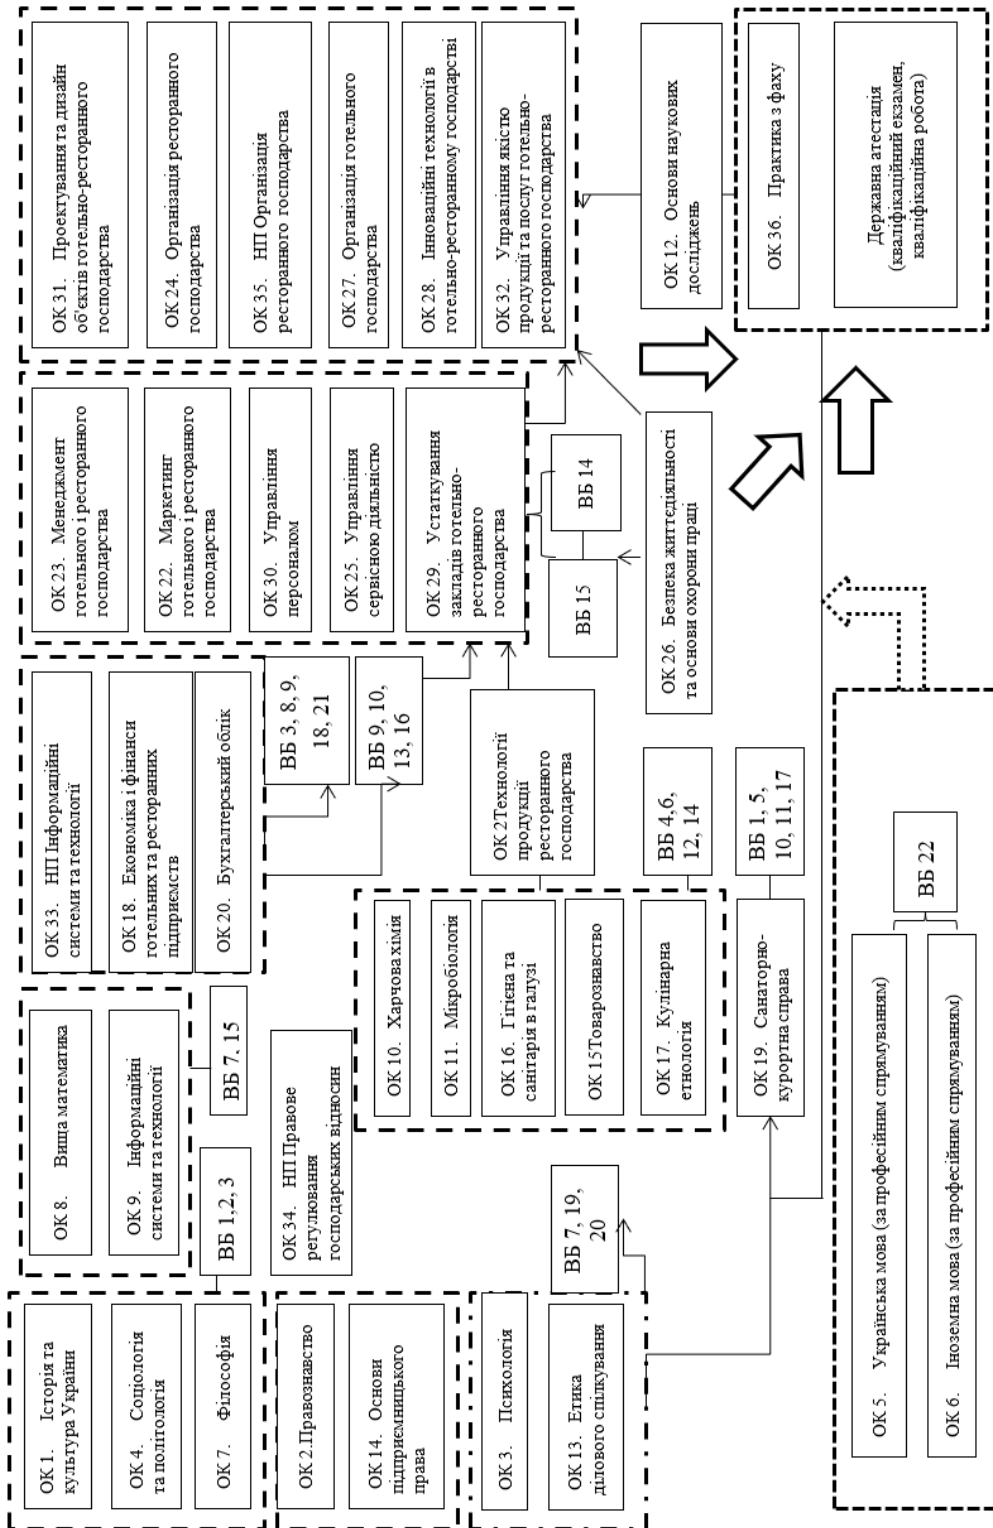 ОК 1. Історія та
культура України
ОК 4. Соціологія
та політологія
ОК 7. Філософія
ВБ 1,2, 3
ОК 8. Вища математика
ОК 9. Інформаційні
системи та технології
ВБ 7. 15
ОК 33. НП Інформаційні
системи та технології
ОК 18. Економіка і фінанси
готельних та ресторанних
підприємств
ОК 20. Бухгалтерський облік
ВБ 3, 8, 9,
18, 21
ВБ 9, 10,
13, 16
ОК 23. Менеджмент
готельного і ресторанного
господарства
ОК 22. Маркетинг
готельного і ресторанного
господарства
ОК 30. Управління
персоналом
ОК 25. Управління
сервісною діяльністю
ОК 29. Устаткування
закладів готельно-
ресторанного
господарства
ОК 31. Проектування та дизайн
об'єктів готельно-ресторанного
господарства
ОК 24. Організація ресторанного
господарства
ОК 35. НП Організація
ресторанного господарства
ОК 27. Організація готельного
господарства
ОК 28. Інноваційні технології в
готельно-ресторанному господарстві
ОК 32. Управління якістю
продукції та послуг готельно-
ресторанного господарства
ОК 2.Правознавство
ОК 14. Основи
підприємницького
права
ОК 34. НП Правове
регулювання
господарських відносин
ОК 10. Харчова хімія
ОК 11. Мікробіологія
ОК 16. Гігієна та
санітарія в галузі
ОК 15Товарознавство
ОК 17. Кулінарна
етнологія
ОК 2Технології
продукції
ресторанного
господарства
ВБ 4,6,
12, 14
ВБ 15
ВБ 14
ОК 26. Безпека життєдіяльності
та основи охорони праці
ОК 12. Основи наукових
досліджень
ОК 3. Психологія
ОК 13. Етика
ділового спілкування
ВБ 7, 19,
20
ОК 19. Санаторно-
курортна справа
ВБ 1, 5,
10, 11, 17
ОК 36. Практика з фаху
Державна атестація
(кваліфікаційний екзамен,
кваліфікаційна робота)
ОК 5. Українська мова (за професійним спрямуванням)
ОК 6. Іноземна мова (за професійним спрямуванням)
ВБ 22